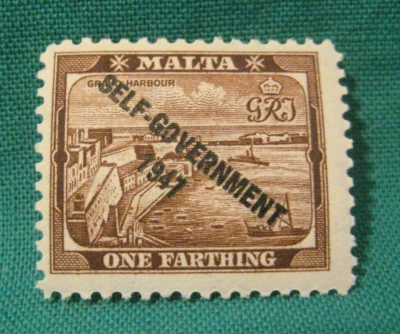 MALTA
GRAND HARBOUR
GRI
SELF-GOVERNMENT
1947
ONE FARTHING